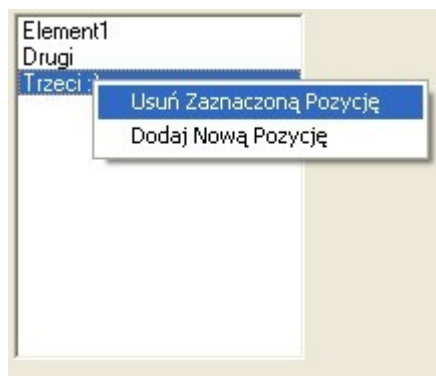 Element1
Drugi
Trzeci :)
Usuń Zaznaczoną Pozycję
Dodaj Nową Pozycję